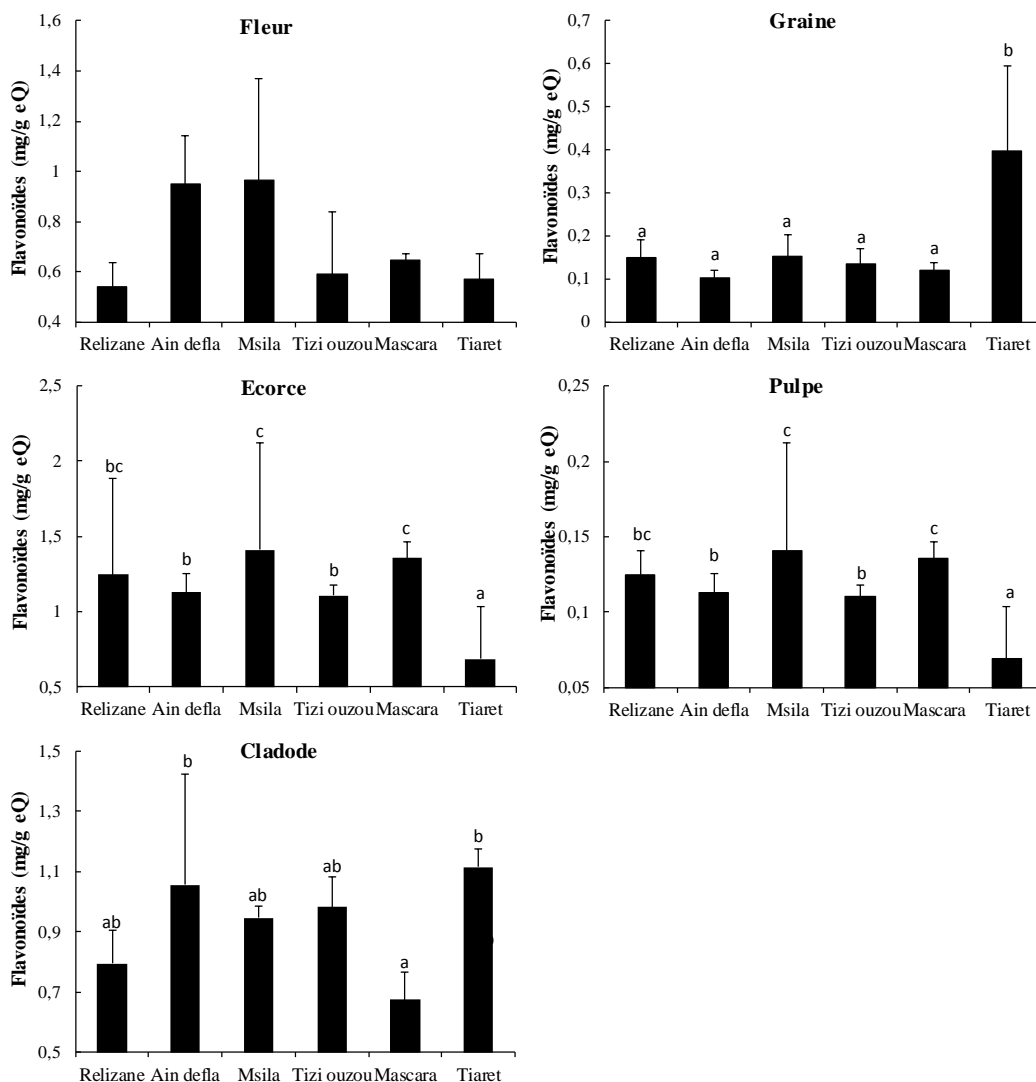 Fleur
Flavonoïdes (mg/g eQ)
1,6
1,4
1,2
1
0,8
0,6
0,4
Relizane Ain defla Msila Tizi ouzou Mascara Tiaret
Graine
Flavonoïdes (mg/g eQ)
0,7
0,6
0,5
0,4
0,3
0,2
0,1
0
a a a a a b
Relizane Ain defla Msila Tizi ouzou Mascara Tiaret
Ecorce
Flavonoïdes (mg/g eQ)
2,5
2
1,5
1
0,5
bc b c b c a
Relizane Ain defla Msila Tizi ouzou Mascara Tiaret
Pulpe
Flavonoïdes (mg/g eQ)
0,25
0,2
0,15
0,1
0,05
bc b c b c a
Relizane Ain defla Msila Tizi ouzou Mascara Tiaret
Cladode
Flavonoïdes (mg/g eQ)
1,5
1,3
1,1
0,9
0,7
0,5
ab b ab ab a b
Relizane Ain defla Msila Tizi ouzou Mascara Tiaret